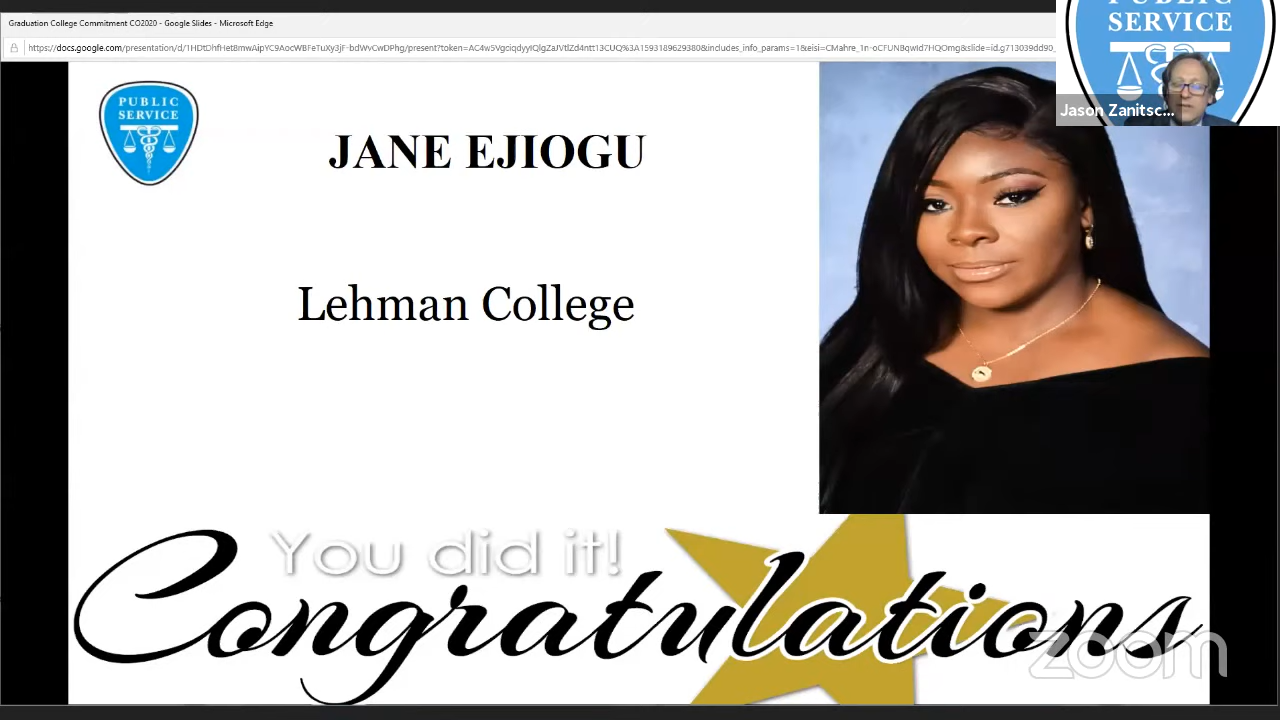 Graduation College Commitment CO2020 - Google Slides - Microsoft Edge
PUBLIC
SERVICE
Jason Zanitsc...
PUBLIC
SERVICE
JANE EJIOGU
Lehman College
You did it!
Congratulations
zoom